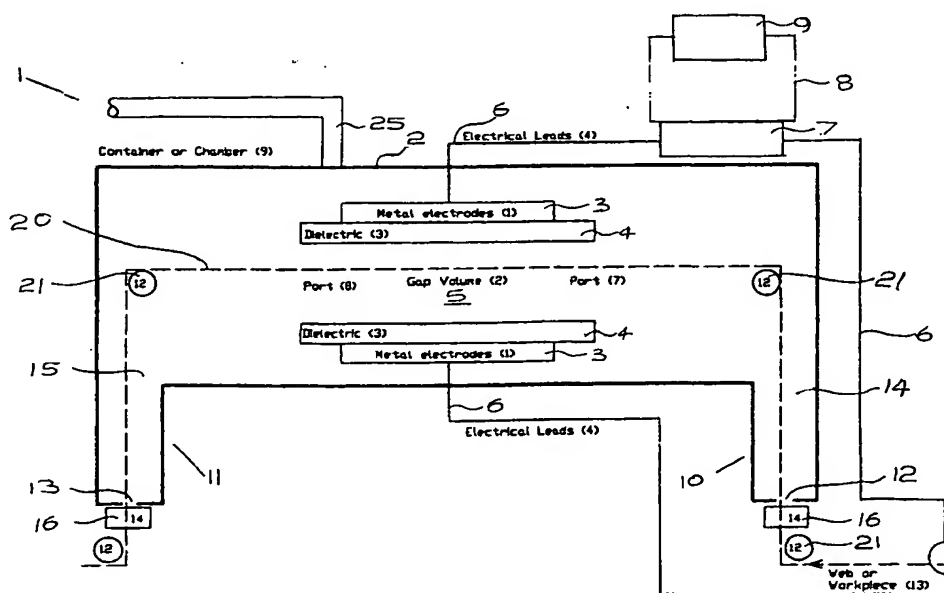 9
1
8
6
7
25
2
Electrical Leads (4)
Container or Chamber (9)
Metal electrodes (1)
3
20
Dielectric (3)
4
21
12
12
21
Port (8)
Gap Volume (2)
Port (7)
5
Dielectric (3)
4
6
15
Metal electrodes (1)
3
14
6
Electrical Leads (4)
11
10
13
12
16
14
14
16
12
12
21
Web or
Workpiece (13)